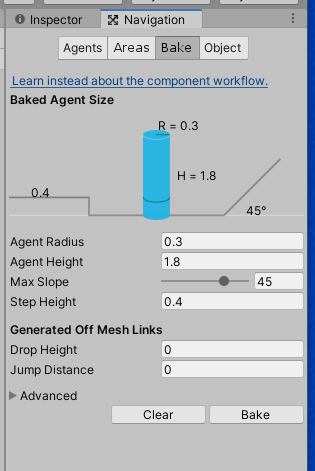 Inspector Navigation
Agents Areas Bake Object
Learn instead about the component workflow.
Baked Agent Size
R = 0.3
H = 1.8
0.4
45°
Agent Radius 0.3
Agent Height 1.8
Max Slope 45
Step Height 0.4
Generated Off Mesh Links
Drop Height 0
Jump Distance 0
Advanced
Clear Bake